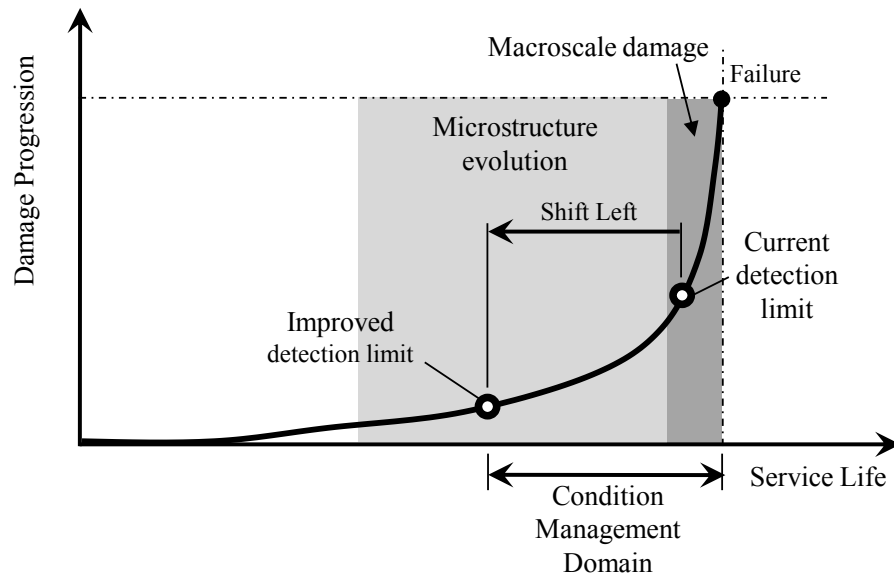 Macroscale damage
Failure
Microstructure
evolution
Damage Progression
Shift Left
Current
detection
limit
Improved
detection limit
Service Life
Condition
Management
Domain